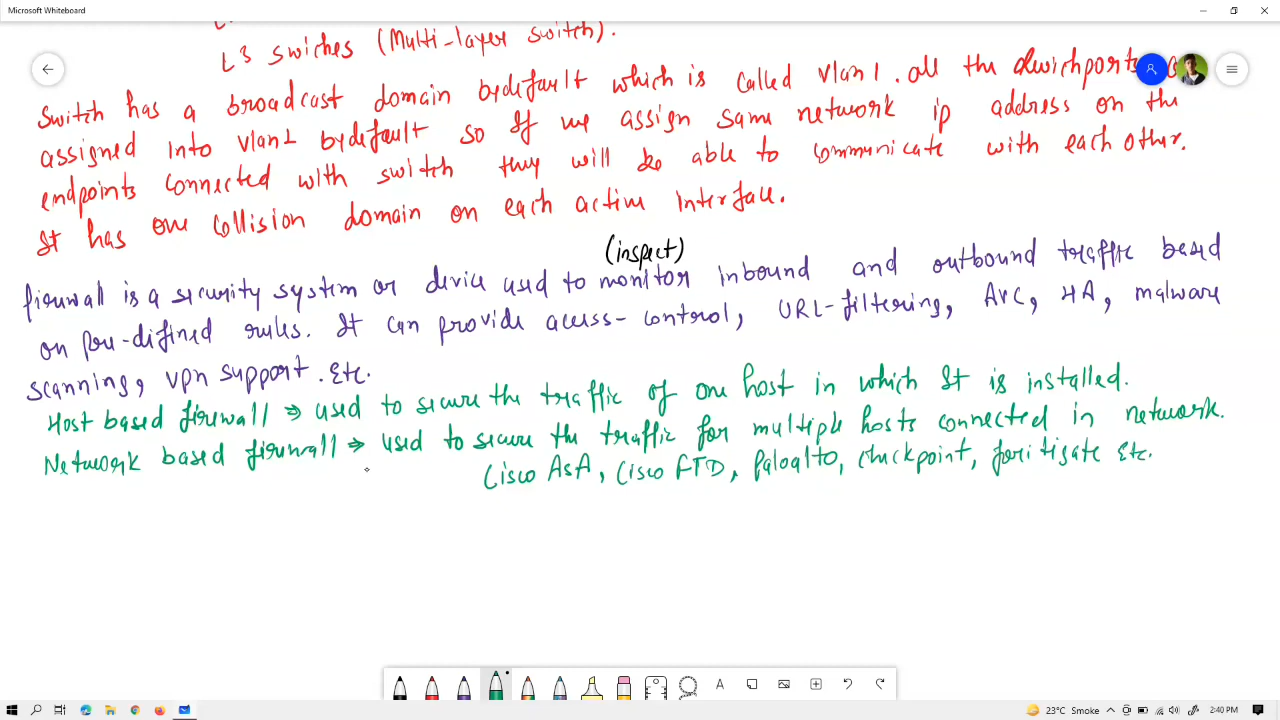 Microsoft Whiteboard
L3 swiches (Multi-layer switch).
Switch has a broadcast domain bydefault which is called vlan1. all the switchports
assigned into vlan1 bydefault so If we assign same network ip address on the
endpoints connected with switch they will be able to communicate with each other.
It has one collision domain on each active interface.
(inspect)
firewall is a security system or device used to monitor inbound and outbound traffic based
on pre-difined rules. It can provide access-control, URL-filtering, AVC, HA, malware
scanning, vpn support. Etc.
Host based firewall → used to secure the traffic of one host in which It is installed.
Network based firewall → used to secure the traffic for multiple hosts connected in network.
Cisco ASA, Cisco FTD, paloalto, checkpoint, foritigate Etc.
A
23°C Smoke
2:40 PM